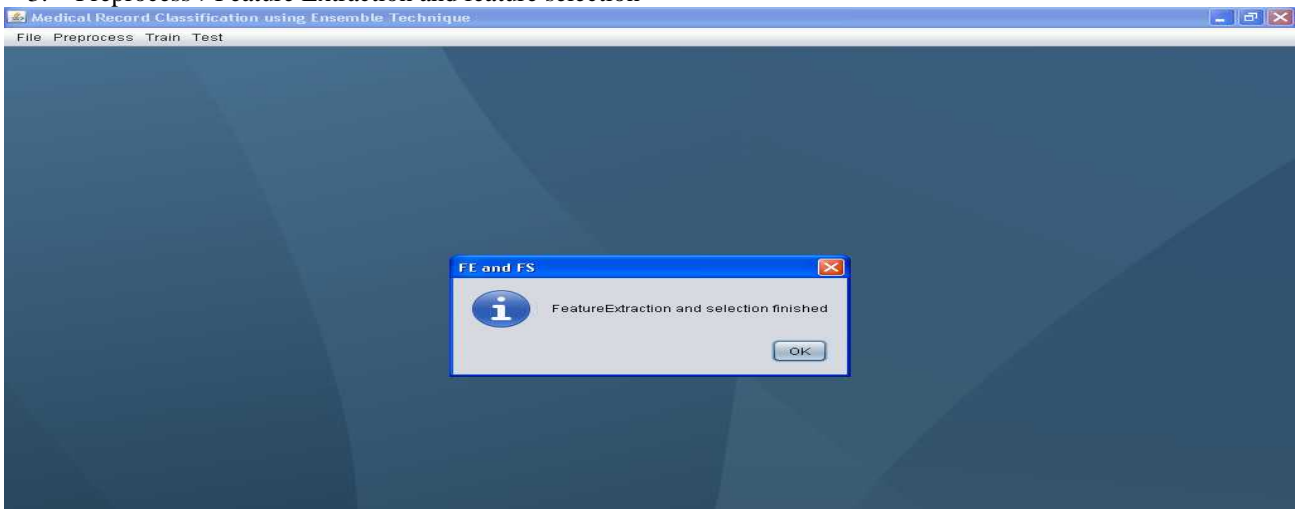 Preprocess / Feature Extraction and feature selection
Medical Record Classification using Ensemble Technique
File Preprocess Train Test
FE and FS
FeatureExtraction and selection finished
OK